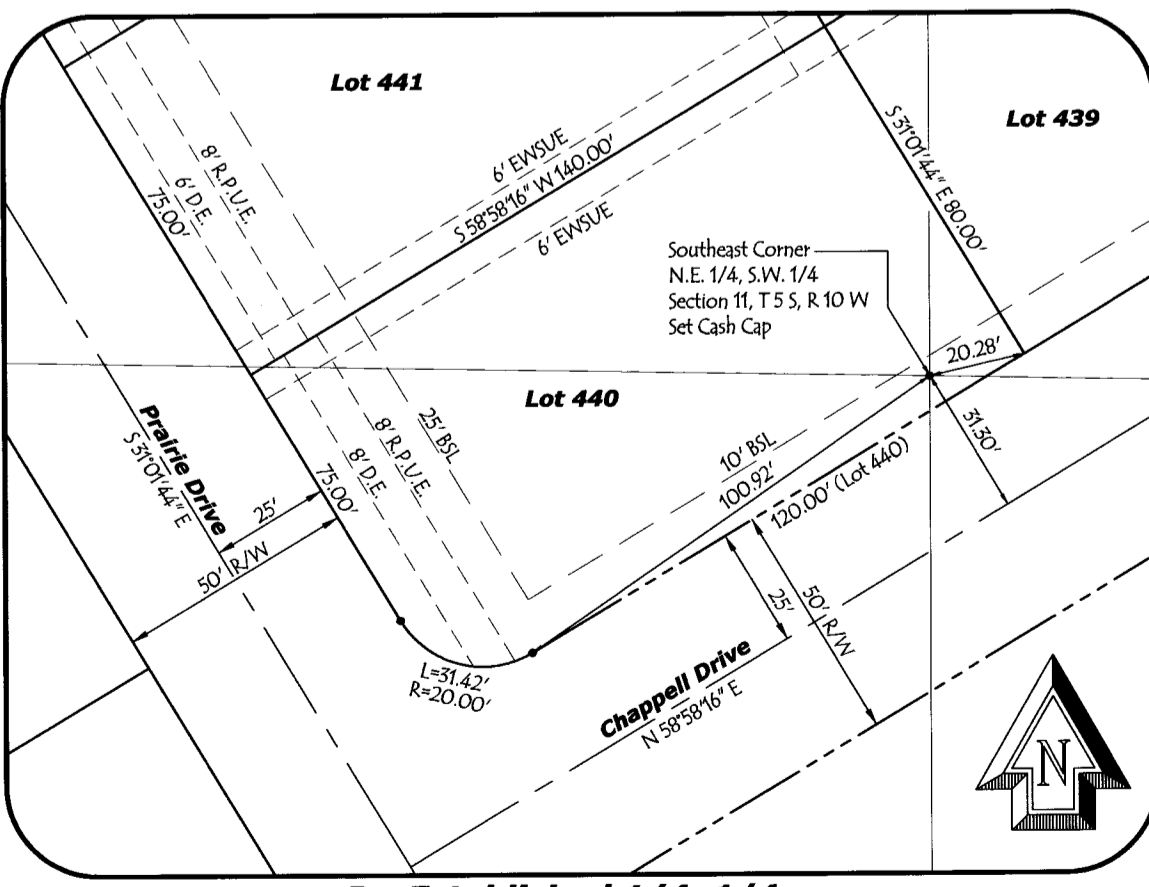 Lot 441
Lot 439
8' R.P.U.E.
6' D.E.
75.00'
6' EWSUE
S 58°58'16" W 140.00'
6' EWSUE
S 31°01'44" E 80.00'
Southeast Corner
N.E. 1/4, S.W. 1/4
Section 11, T 5 S, R 10 W
Set Cash Cap
20.28'
Lot 440
31.30'
Prairie Drive
S 31°01'44" E
25' BSL
8' R.P.U.E.
8' D.E.
75.00'
10' BSL
100.92'
120.00' (Lot 440)
25'
50' R/W
25'
50' R/W
L=31.42'
R=20.00'
Chappell Drive
N 58°58'16" E
N